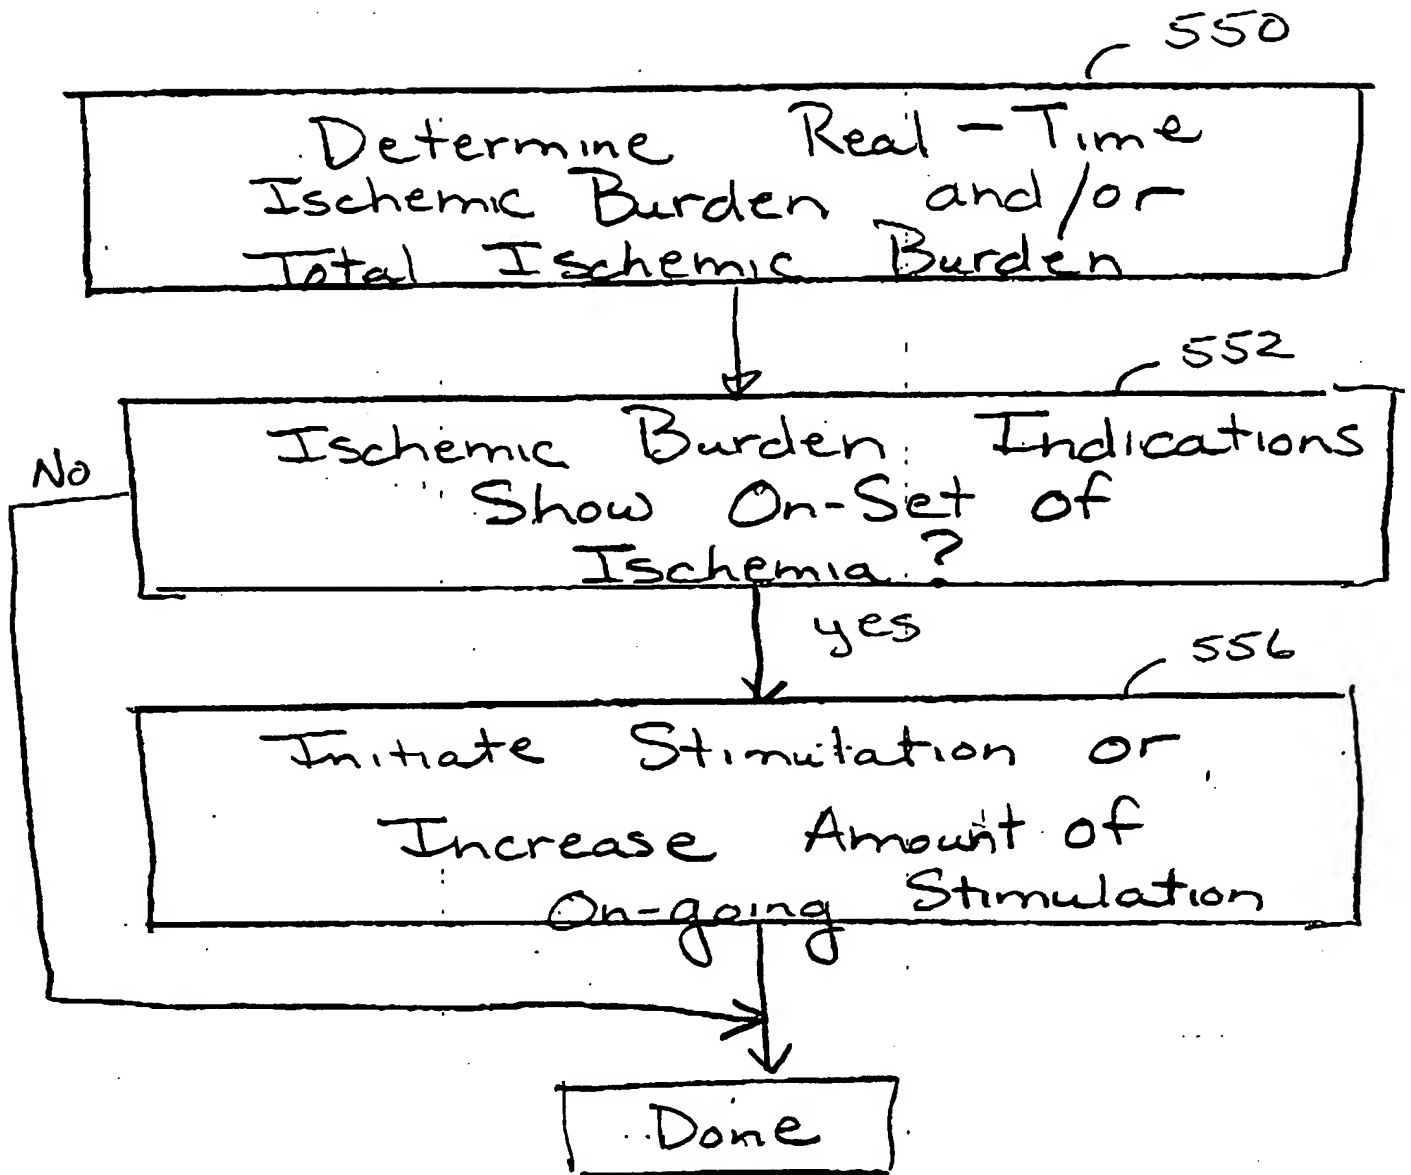 550
Determine Real-Time
Ischemic Burden and/or
Total Ischemic Burden
552
Ischemic Burden Indications
Show On-Set of
Ischemia?
No
yes
556
Initiate Stimulation or
Increase Amount of
On-going Stimulation
Done